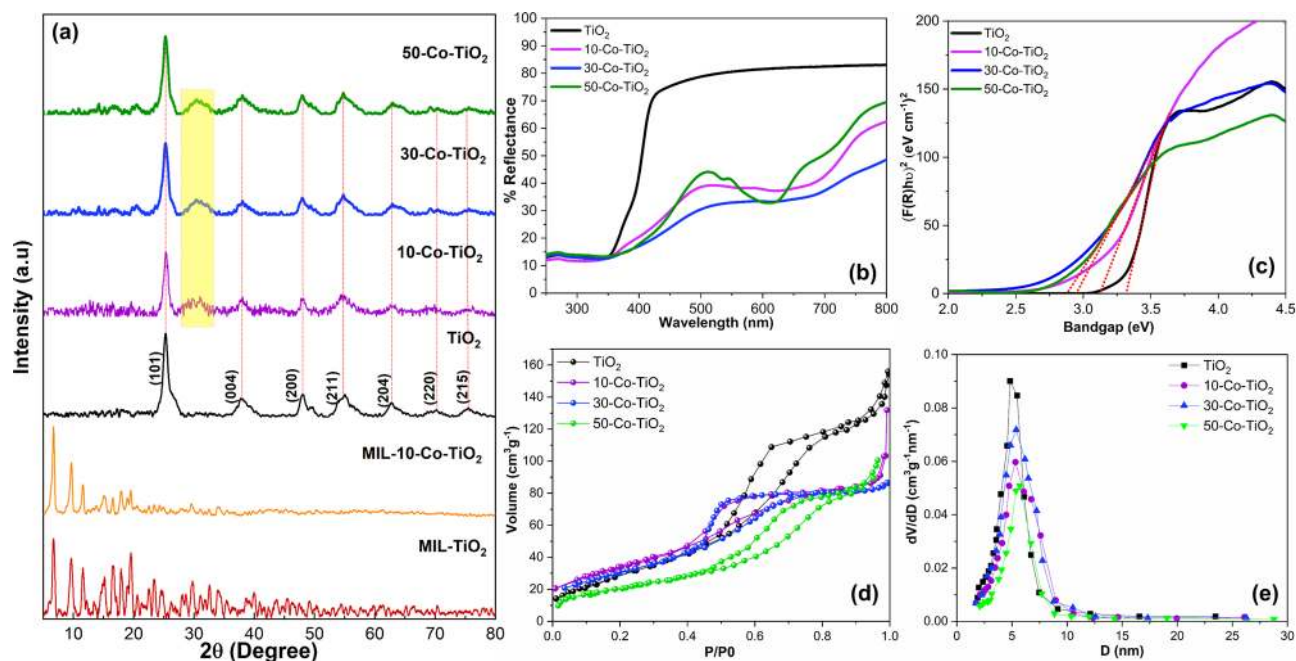 (a)
50-Co-TiO₂
30-Co-TiO₂
10-Co-TiO₂
TiO₂
(101)
(004)
(200)
(211)
(204)
(220)
(215)
MIL-10-Co-TiO₂
MIL-TiO₂
Intensity (a.u)
10 20 30 40 50 60 70 80
2θ (Degree)
TiO₂
10-Co-TiO₂
30-Co-TiO₂
50-Co-TiO₂
100
80
60
40
20
0
% Reflectance
(b)
300 400 500 600 700 800
Wavelength (nm)
TiO₂
10-Co-TiO₂
30-Co-TiO₂
50-Co-TiO₂
200
150
100
50
0
(F(R)hυ)² (eV cm⁻¹)²
(c)
2.0 2.5 3.0 3.5 4.0 4.5
Bandgap (eV)
TiO₂
10-Co-TiO₂
30-Co-TiO₂
50-Co-TiO₂
160
140
120
100
80
60
40
20
0
Volume (cm³g⁻¹)
(d)
0.0 0.2 0.4 0.6 0.8 1.0
P/P0
TiO₂
10-Co-TiO₂
30-Co-TiO₂
50-Co-TiO₂
0.10
0.08
0.06
0.04
0.02
0.00
dV/dD (cm³g⁻¹nm⁻¹)
(e)
0 5 10 15 20 25 30
D (nm)